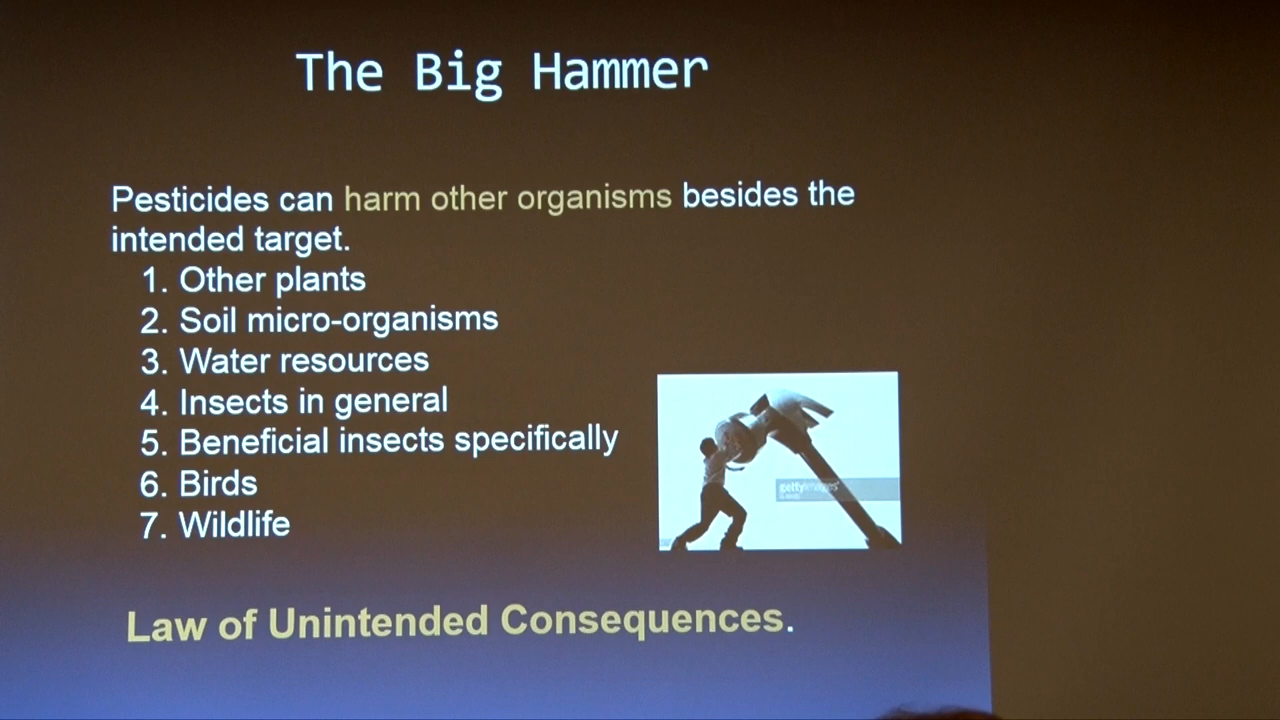 The Big Hammer
Pesticides can harm other organisms besides the
intended target.
1. Other plants
2. Soil micro-organisms
3. Water resources
4. Insects in general
5. Beneficial insects specifically
6. Birds
7. Wildlife
gettyimages
Law of Unintended Consequences.